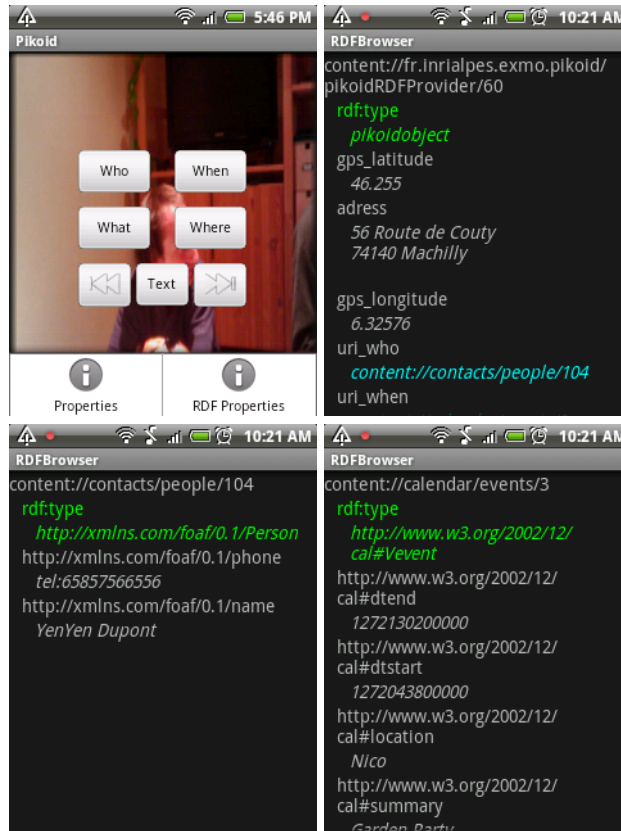 5:46 PM
Pikoid
Who
When
What
Where
Text
Properties
RDF Properties
10:21 AM
RDFBrowser
content://fr.inrialpes.exmo.pikoid/
pikoidRDFProvider/60
rdf:type
pikoidobject
gps_latitude
46.255
adress
56 Route de Couty
74140 Machilly
gps_longitude
6.32576
uri_who
content://contacts/people/104
uri_when
10:21 AM
RDFBrowser
content://contacts/people/104
rdf:type
http://xmlns.com/foaf/0.1/Person
http://xmlns.com/foaf/0.1/phone
tel:65857566556
http://xmlns.com/foaf/0.1/name
YenYen Dupont
10:21 AM
RDFBrowser
content://calendar/events/3
rdf:type
http://www.w3.org/2002/12/
cal#Vevent
http://www.w3.org/2002/12/
cal#dtend
1272130200000
http://www.w3.org/2002/12/
cal#dtstart
1272043800000
http://www.w3.org/2002/12/
cal#location
Nico
http://www.w3.org/2002/12/
cal#summary
Garden Party